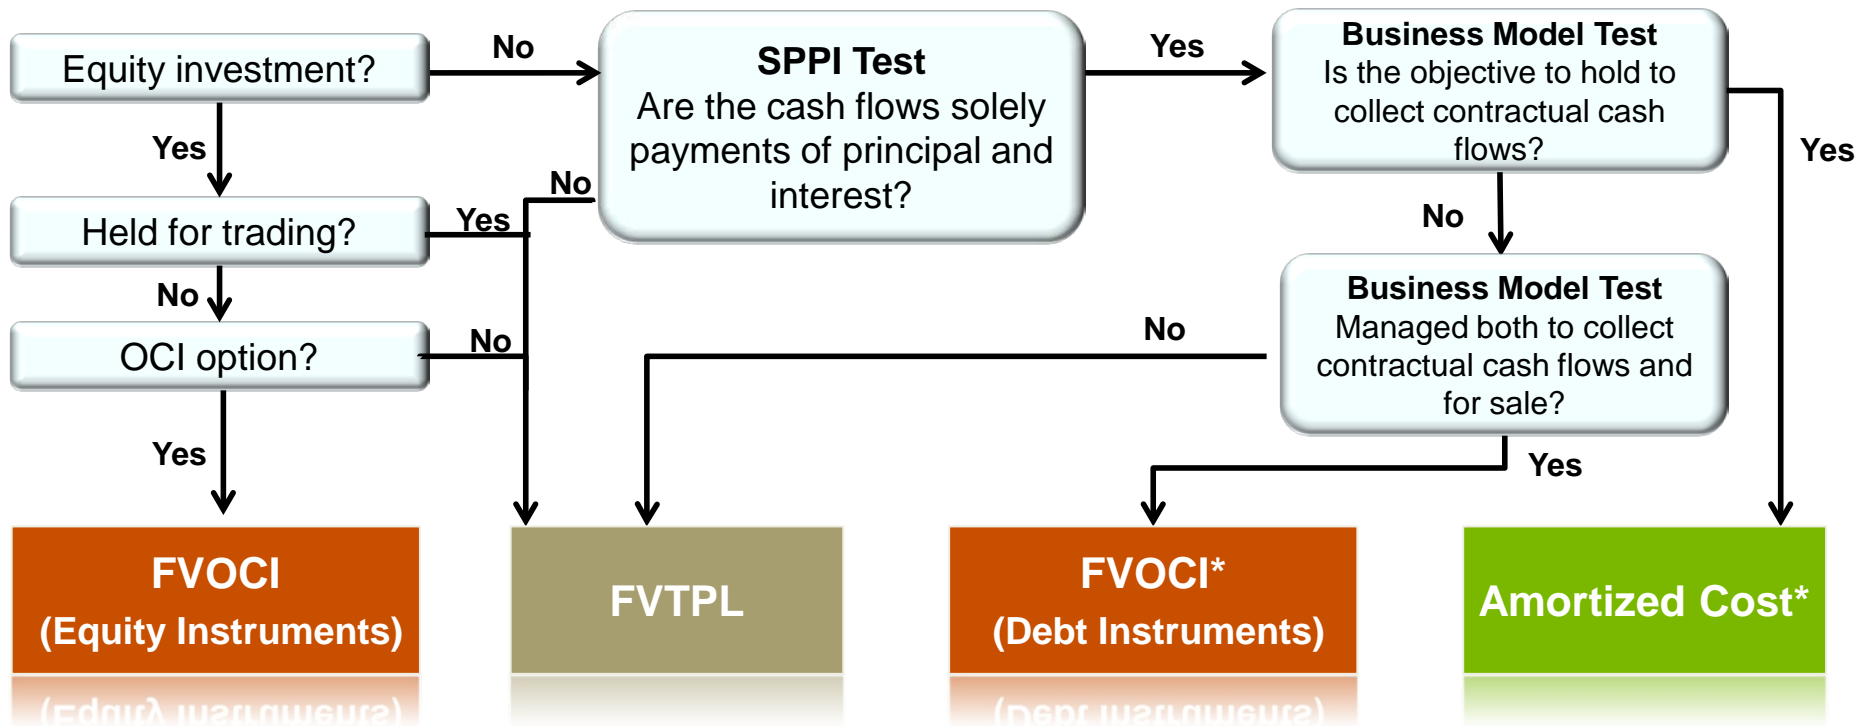 Equity investment?
No
SPPI Test
Are the cash flows solely
payments of principal and
interest?
Yes
Business Model Test
Is the objective to hold to
collect contractual cash
flows?
Yes
Yes
No
No
Held for trading?
Yes
No
OCI option?
No
Business Model Test
Managed both to collect
contractual cash flows and
for sale?
No
Yes
Yes
FVOCI
(Equity Instruments)
FVTPL
FVOCI*
(Debt Instruments)
Amortized Cost*